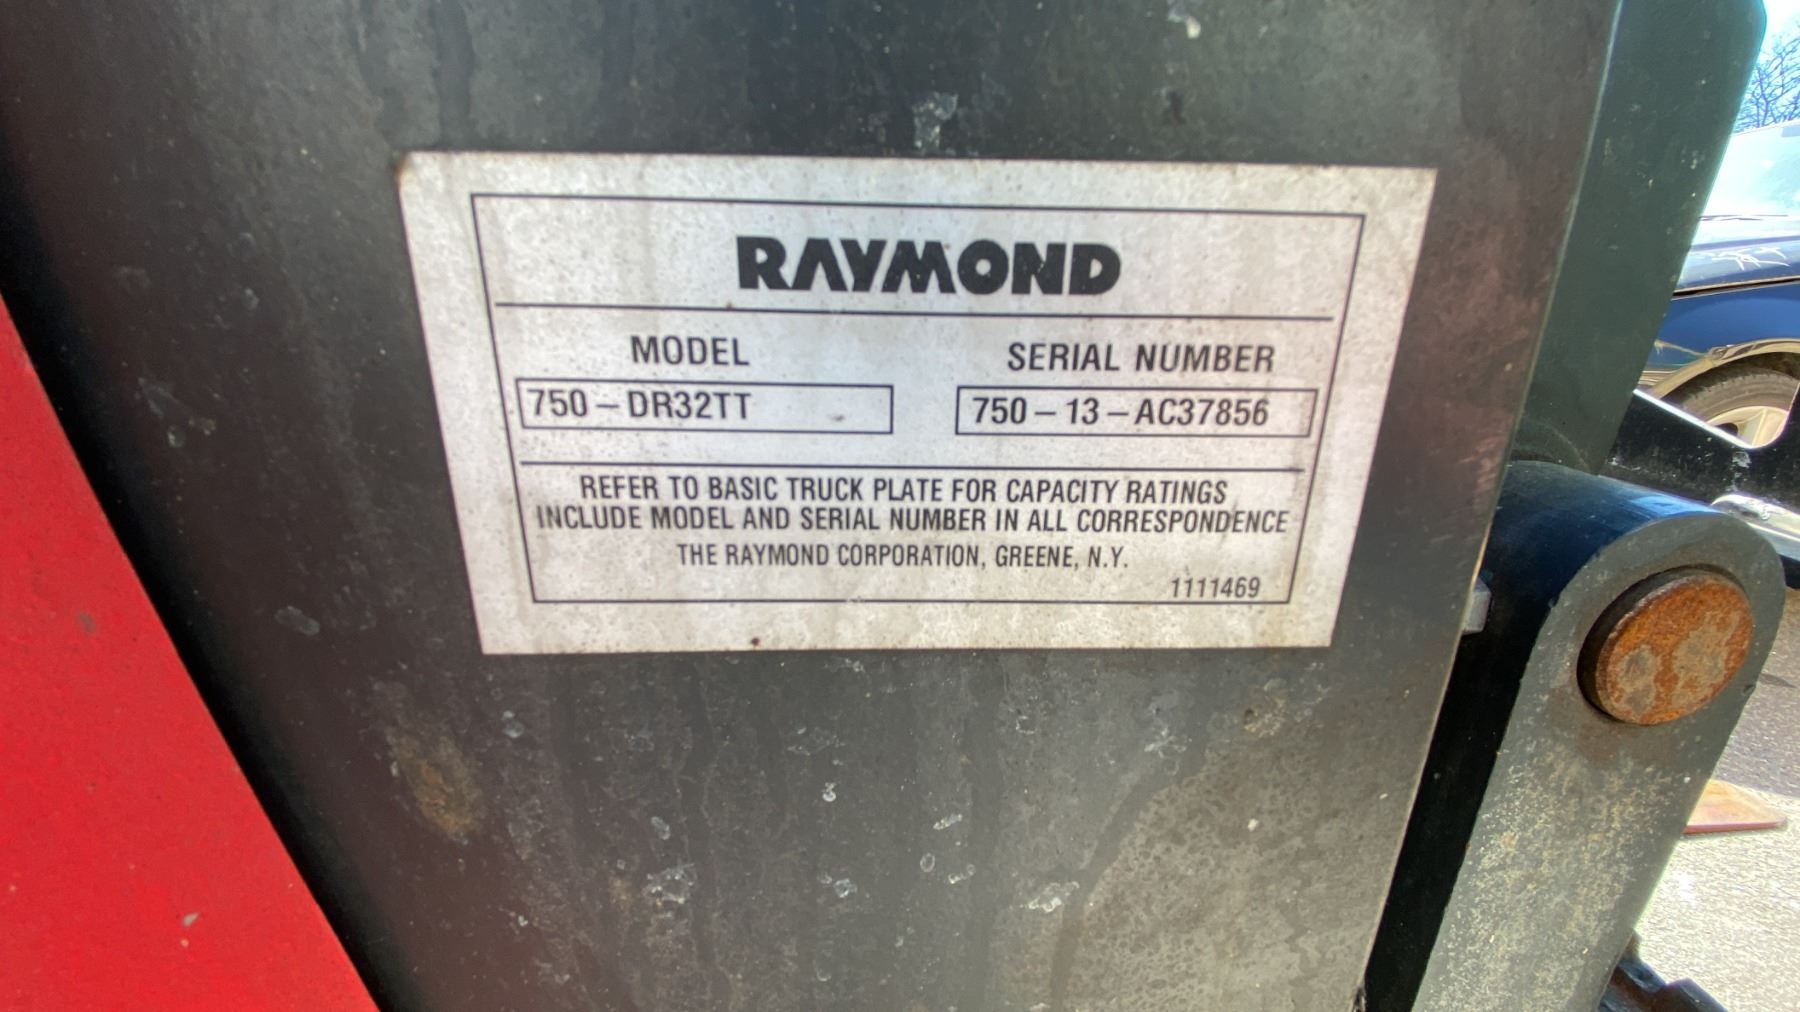 RAYMOND
MODEL SERIAL NUMBER
750-DR32TT 750-13-AC37856
REFER TO BASIC TRUCK PLATE FOR CAPACITY RATINGS
INCLUDE MODEL AND SERIAL NUMBER IN ALL CORRESPONDENCE
THE RAYMOND CORPORATION, GREENE, N.Y.
1111469